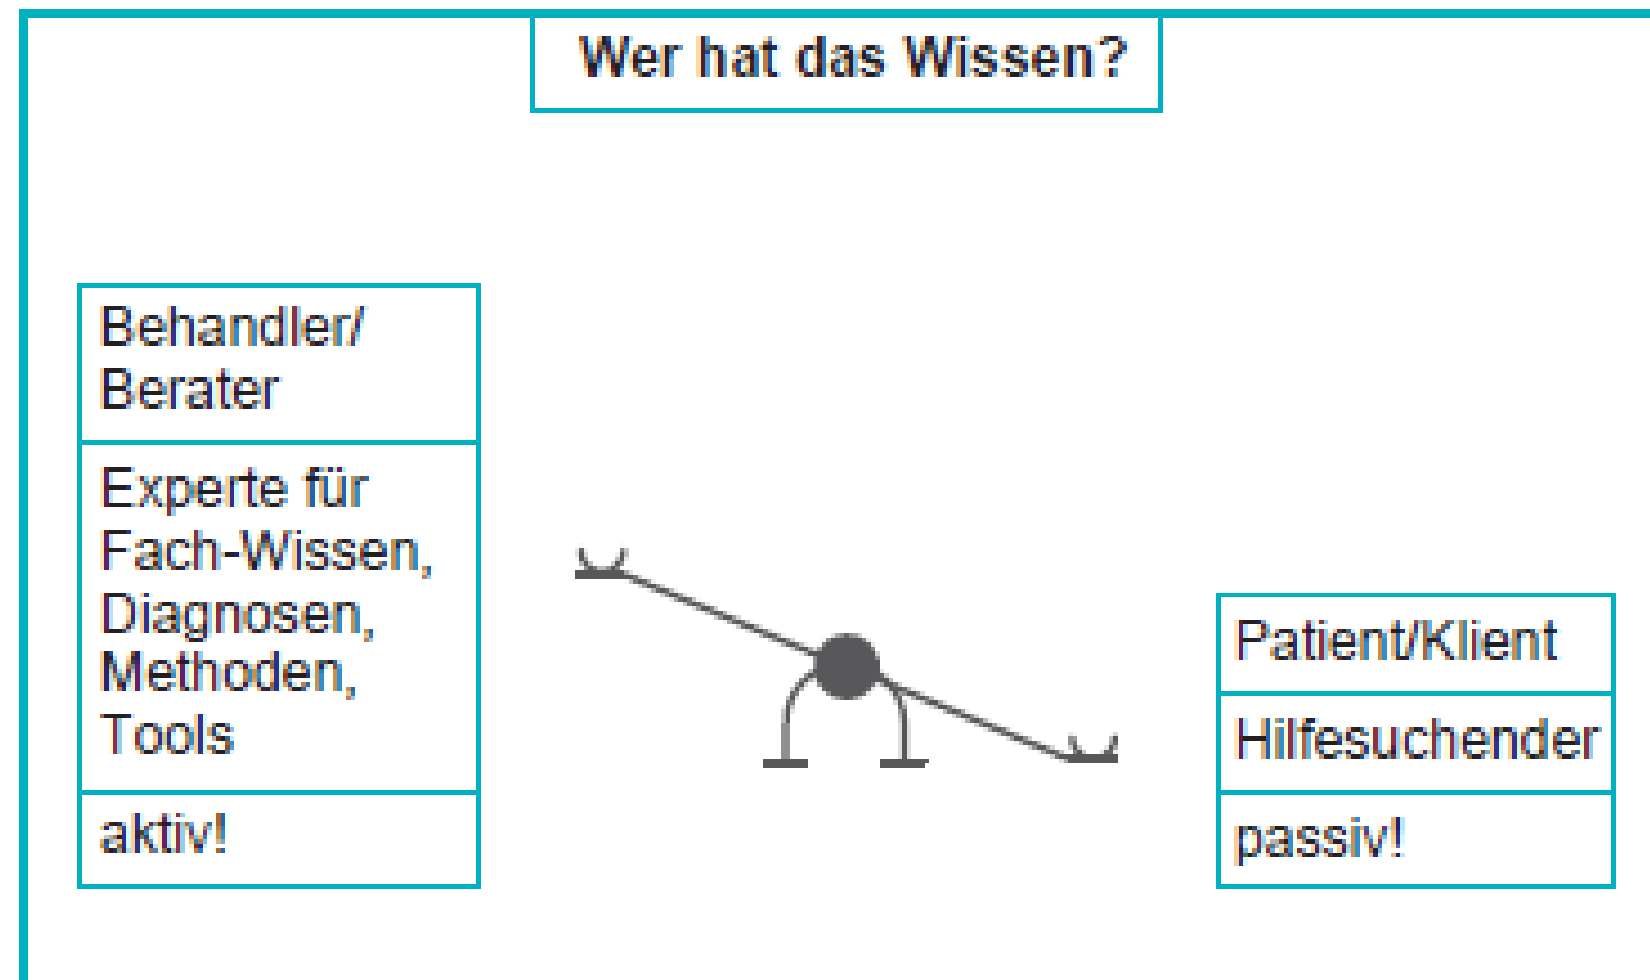 Wer hat das Wissen?
Behandler/
Berater
Experte für
Fach-Wissen,
Diagnosen,
Methoden,
Tools
aktiv!
Patient/Klient
Hilfesuchender
passiv!